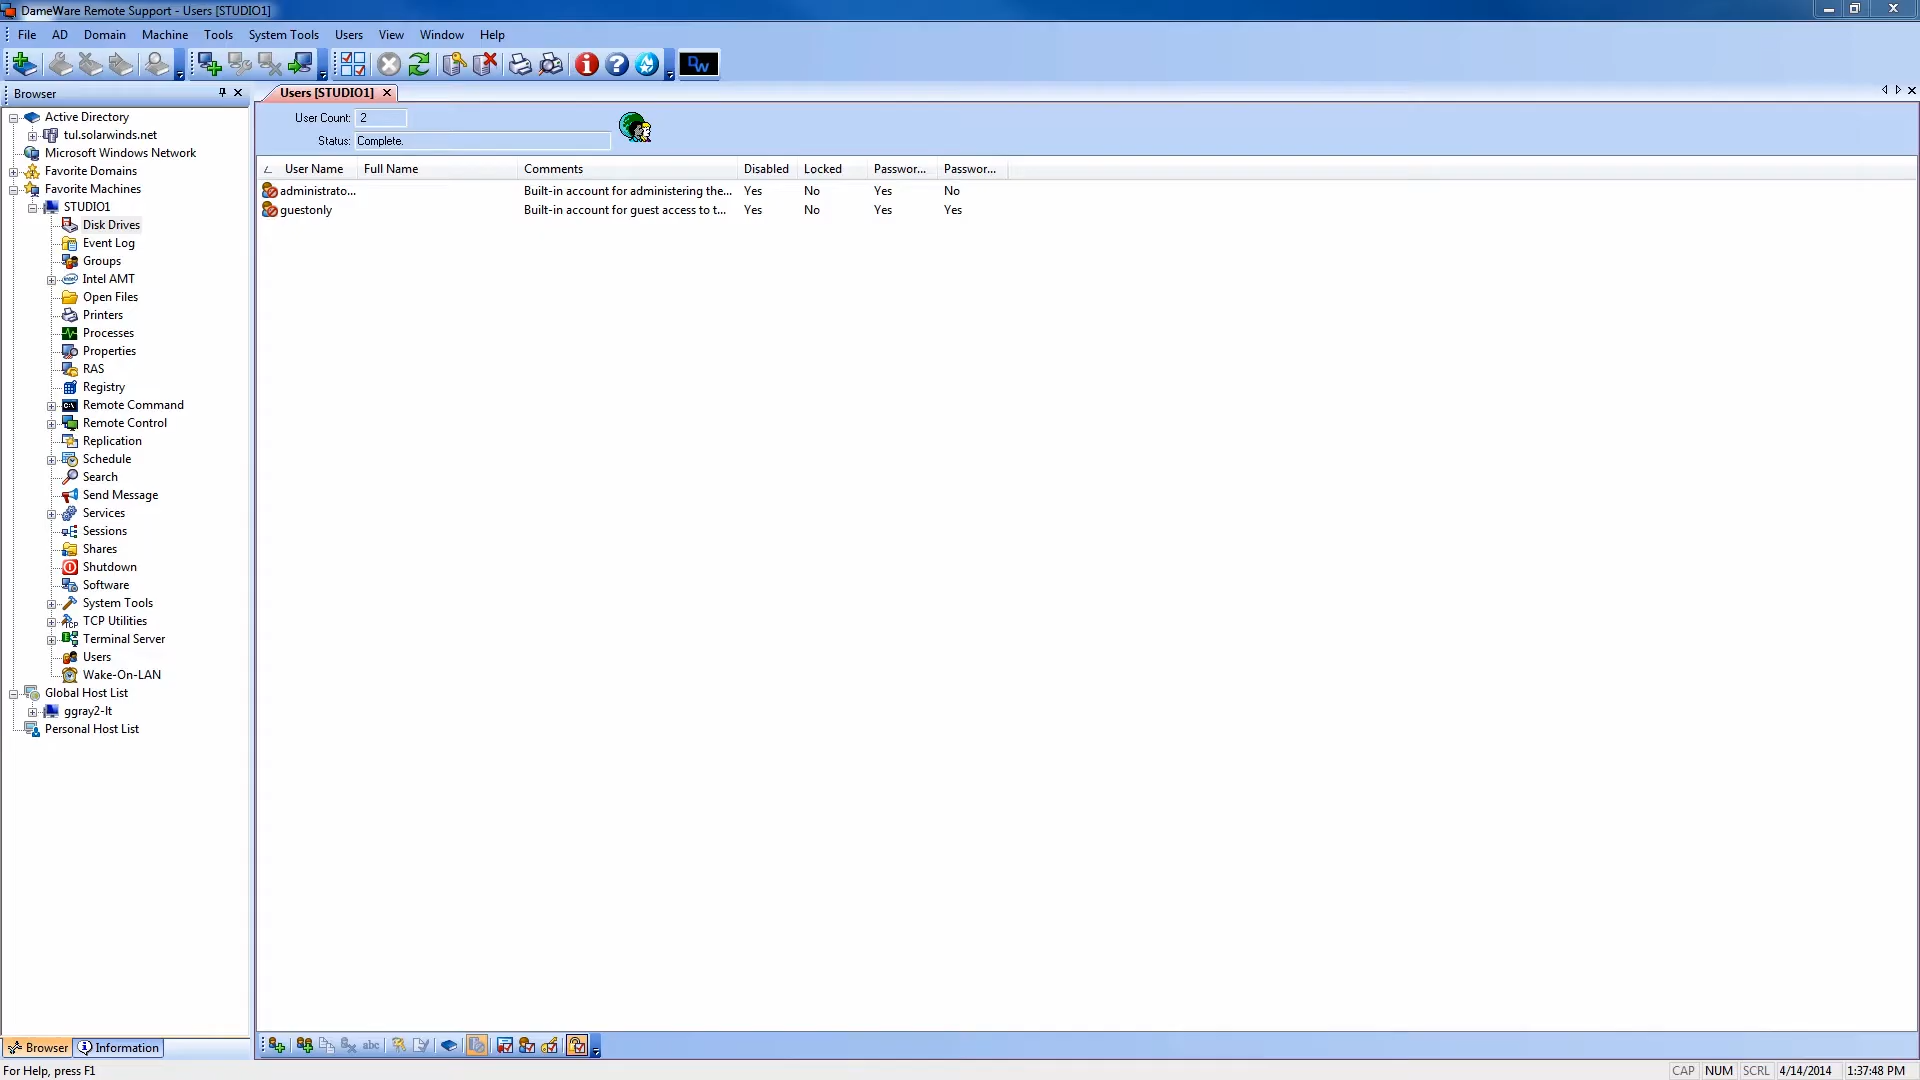 DameWare Remote Support - Users [STUDIO1]
File AD Domain Machine Tools System Tools Users View Window Help
DW
Browser
Active Directory
tul.solarwinds.net
Microsoft Windows Network
Favorite Domains
Favorite Machines
STUDIO1
Disk Drives
Event Log
Groups
Intel AMT
Open Files
Printers
Processes
Properties
RAS
Registry
Remote Command
Remote Control
Replication
Schedule
Search
Send Message
Services
Sessions
Shares
Shutdown
Software
System Tools
TCP Utilities
Terminal Server
Users
Wake-On-LAN
Global Host List
ggray2-lt
Personal Host List
Browser Information
Users [STUDIO1]
User Count: 2
Status: Complete.
User Name Full Name Comments Disabled Locked Passwor... Passwor...
administrato... Built-in account for administering the... Yes No Yes No
guestonly Built-in account for guest access to t... Yes No Yes Yes
abc
For Help, press F1
CAP NUM SCRL 4/14/2014 1:37:48 PM